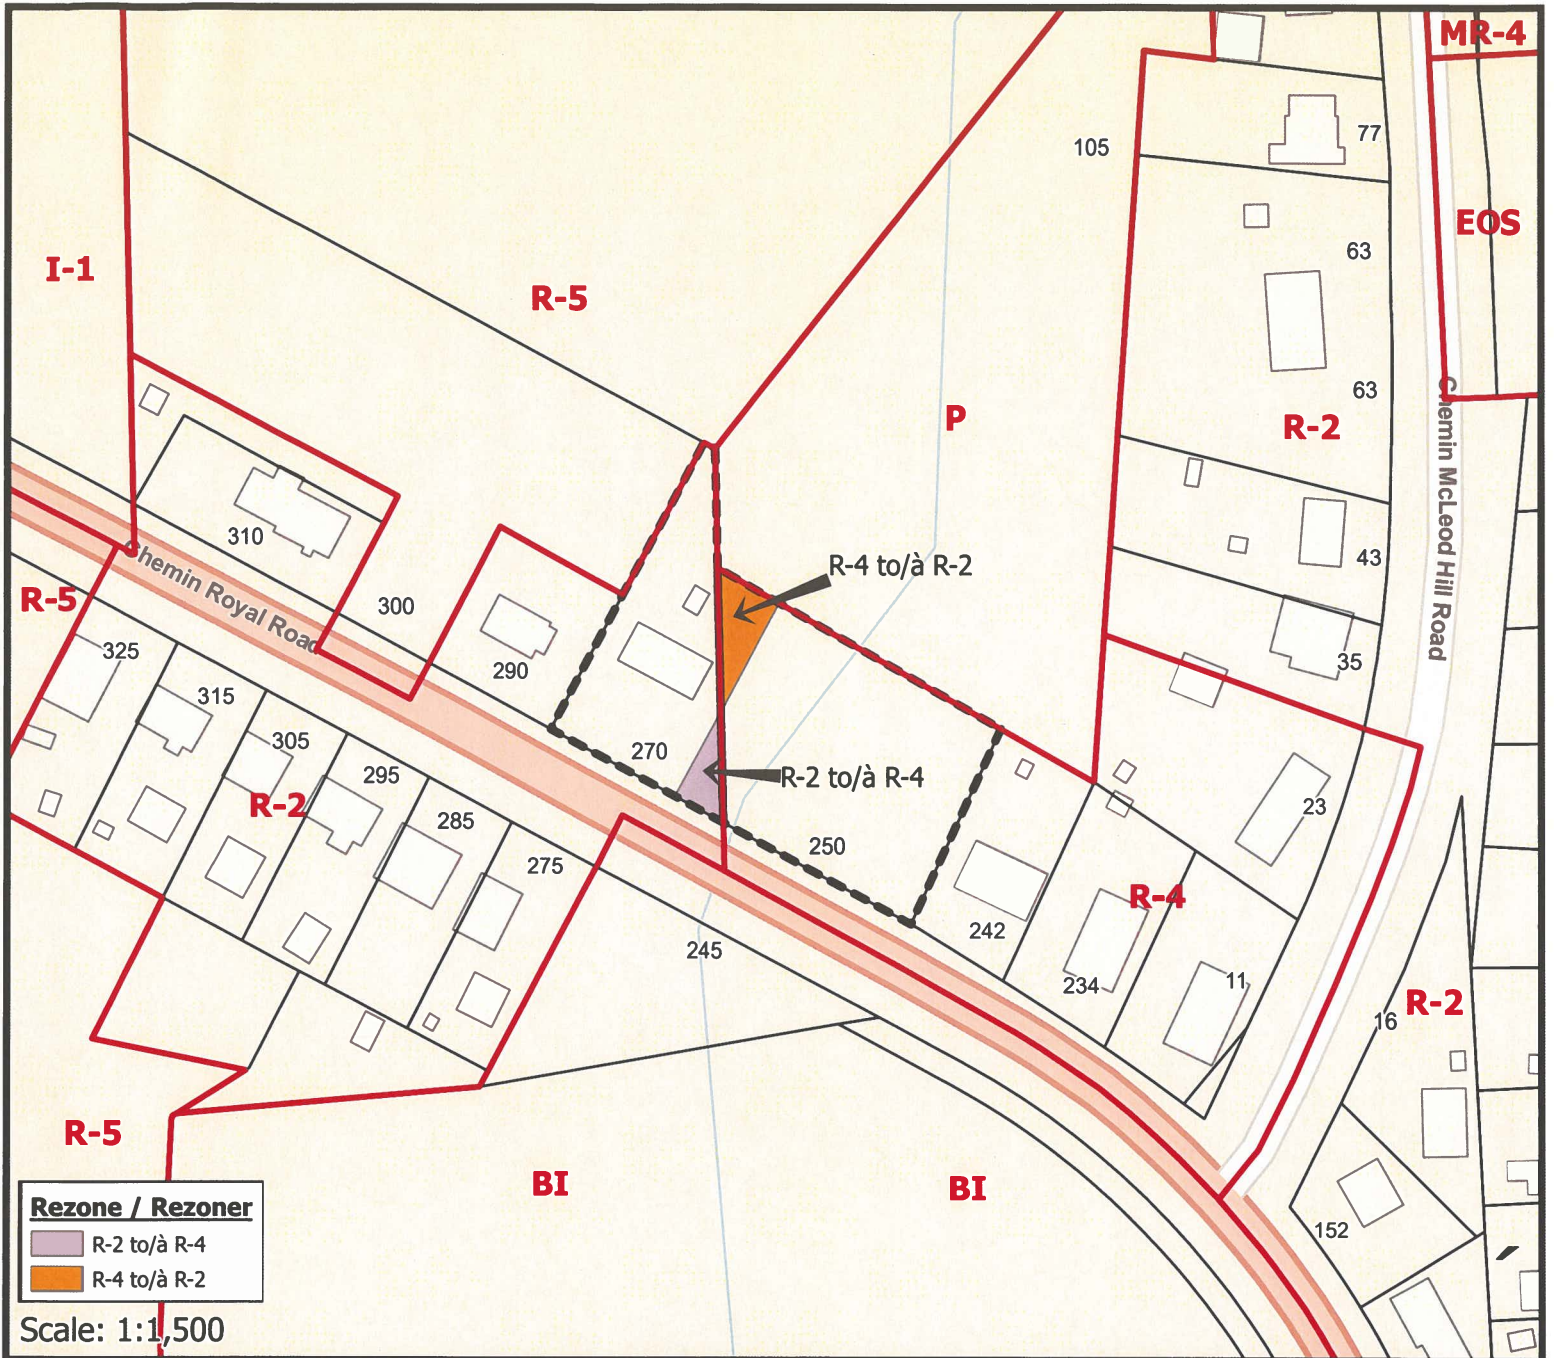 MR-4
77
105
EOS
63
I-1
R-5
63
P
R-2
Chemin McLeod Hill Road
310
43
R-4 to/à R-2
Chemin Royal Road
R-5
300
325
290
35
315
305
270
295
R-2 to/à R-4
R-2
285
250
23
275
R-4
242
245
234
11
R-2
16
R-5
BI
BI
152
Rezone / Rezoner
R-2 to/à R-4
R-4 to/à R-2
Scale: 1:1,500